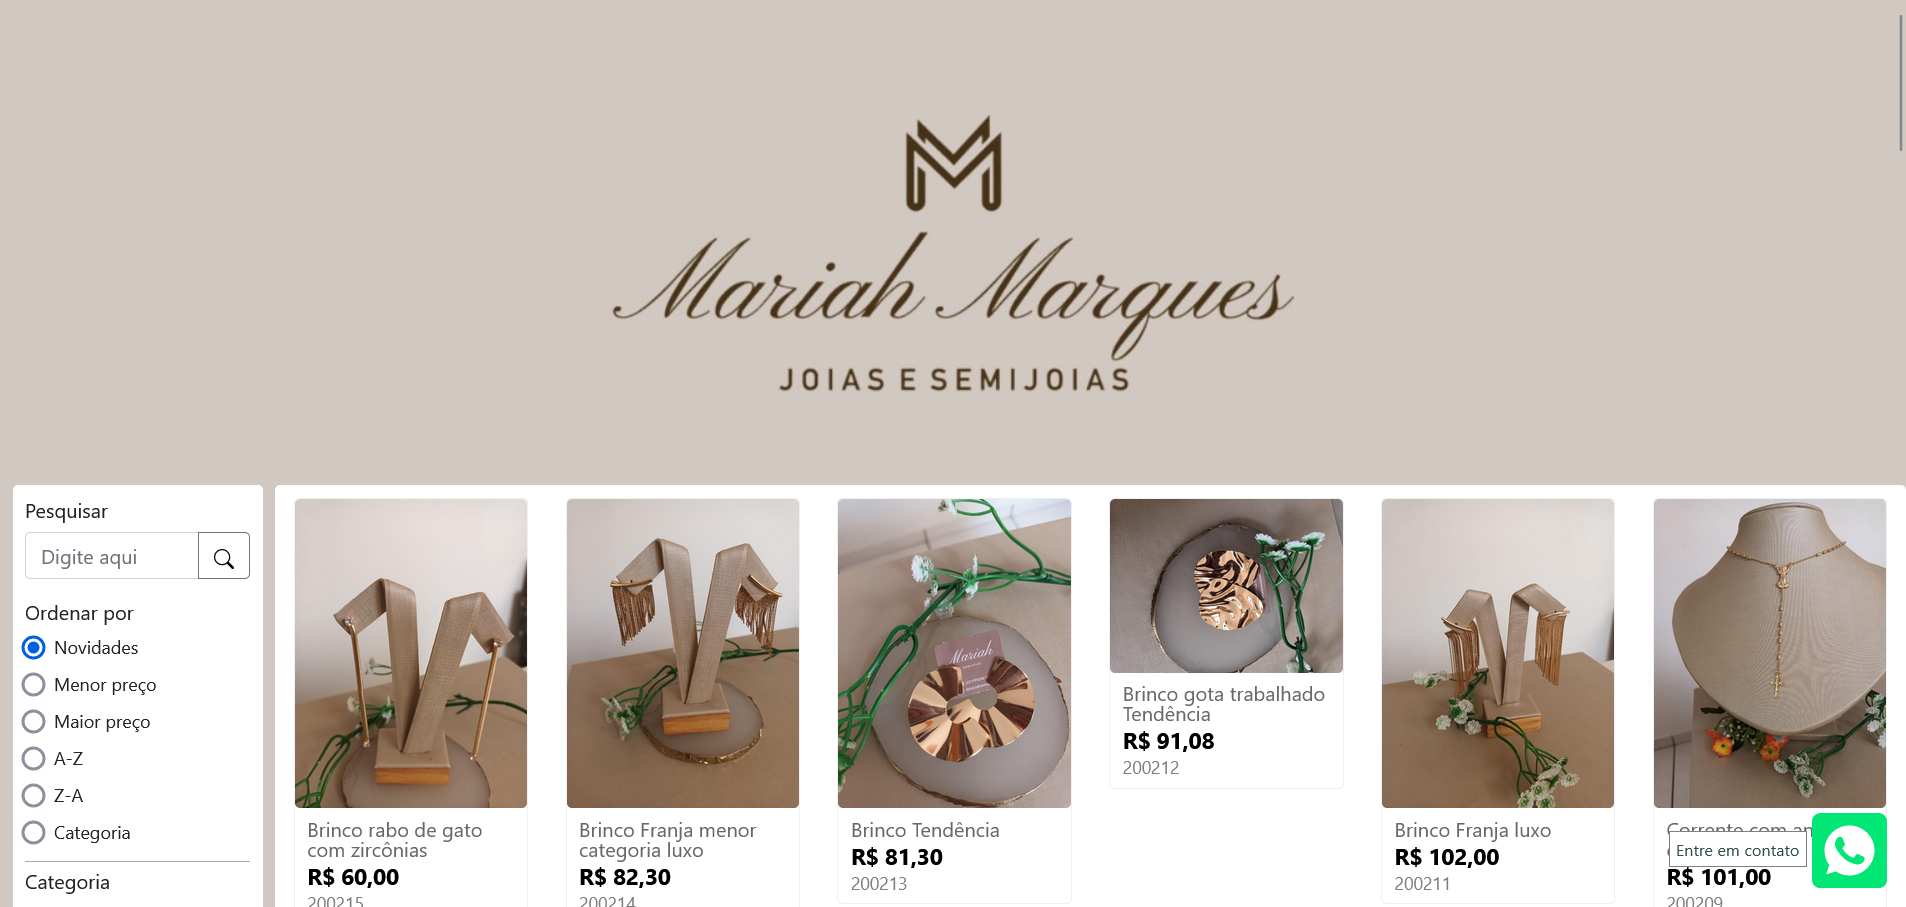 M
Mariah Marques
JOIAS E SEMIJOIAS
Pesquisar
Digite aqui
Ordenar por
Novidades
Menor preço
Maior preço
A-Z
Z-A
Categoria
Categoria
Brinco rabo de gato
com zircônias
R$ 60,00
200215
Brinco Franja menor
categoria luxo
R$ 82,30
200214
Mariah
Brinco Tendência
R$ 81,30
200213
Brinco gota trabalhado
Tendência
R$ 91,08
200212
Brinco Franja luxo
R$ 102,00
200211
Corrente com
R$ 101,00
200209
Entre em contato